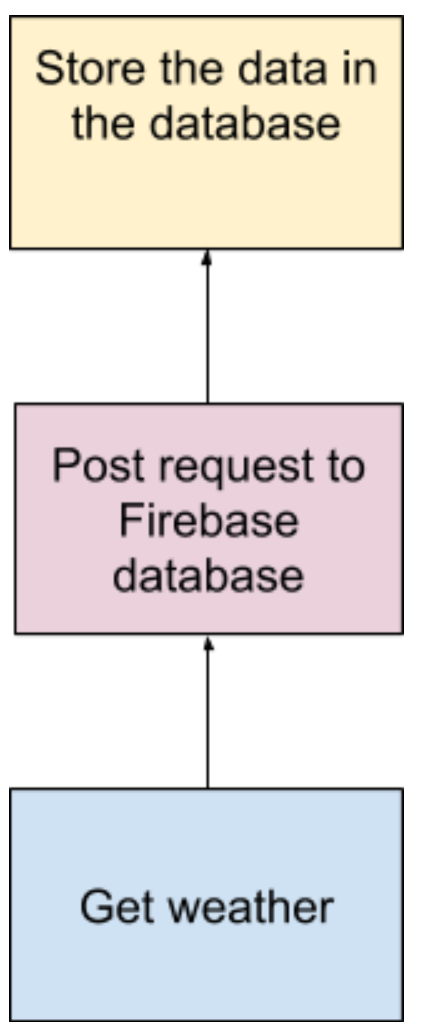 Store the data in
the database
Post request to
Firebase
database
Get weather